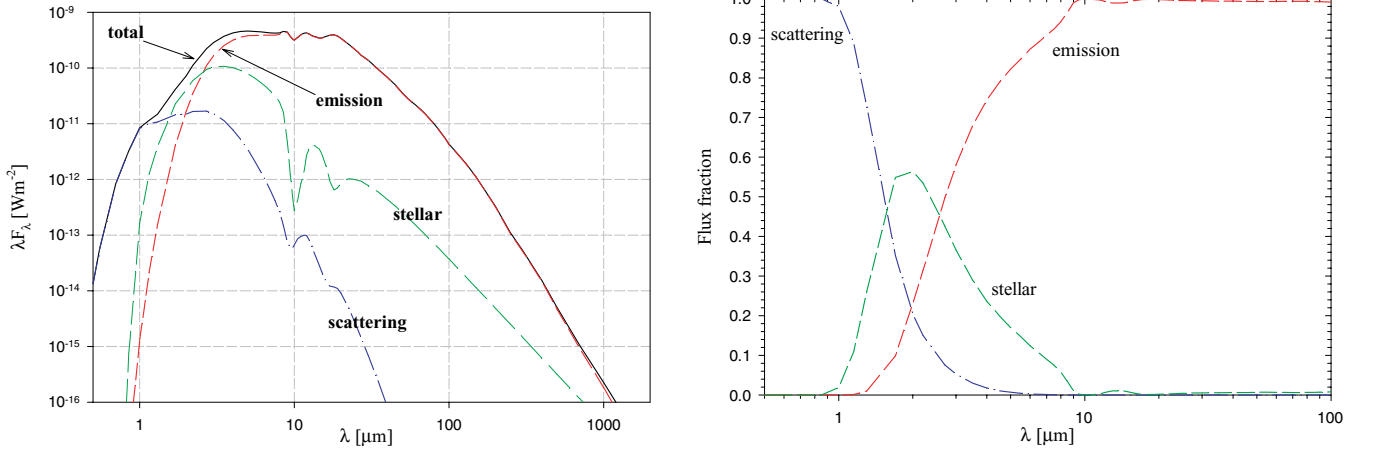 10⁻⁹
10⁻¹⁰
10⁻¹¹
10⁻¹²
10⁻¹³
10⁻¹⁴
10⁻¹⁵
10⁻¹⁶
λF_λ [Wm⁻²]
total
emission
stellar
scattering
1
10
100
1000
λ [μm]
1.0
0.9
0.8
0.7
0.6
0.5
0.4
0.3
0.2
0.1
0.0
Flux fraction
scattering
emission
stellar
1
10
100
λ [μm]